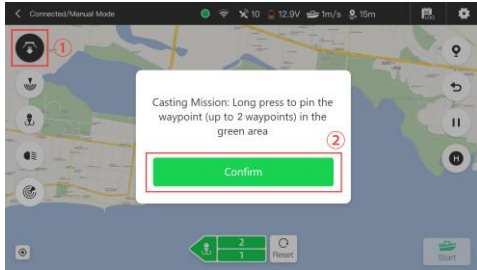 Connected/Manual Mode
10
12.9V
1m/s
15m
LOG
①
Casting Mission: Long press to pin the
waypoint (up to 2 waypoints) in the
green area
②
Confirm
H
2
1
Reset
Start